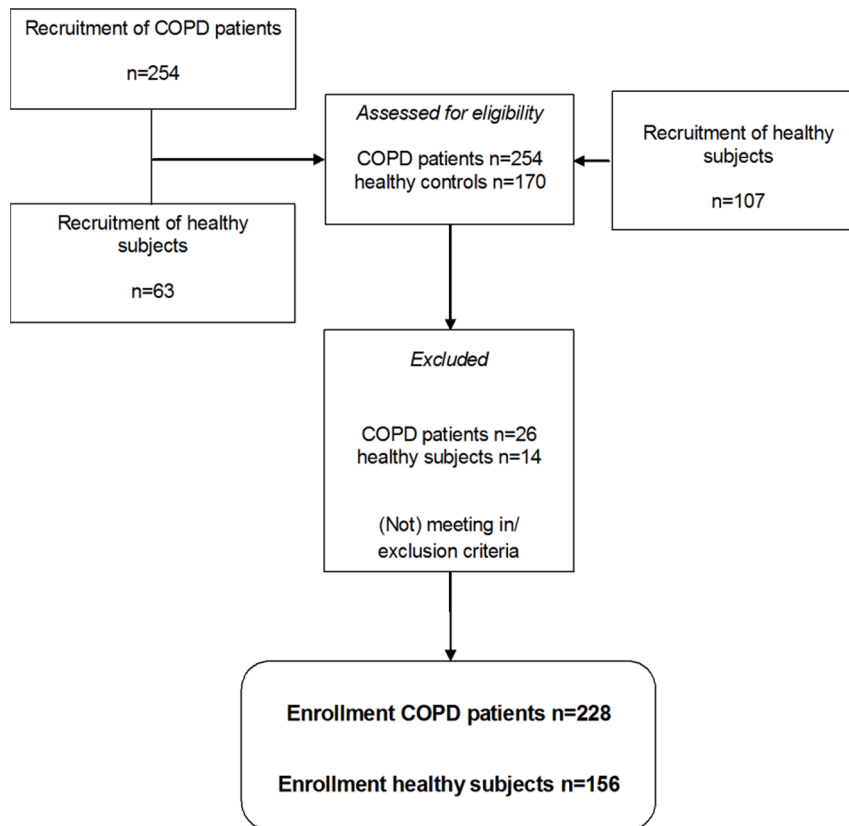 Recruitment of COPD patients
n=254
Assessed for eligibility
COPD patients n=254
healthy controls n=170
Recruitment of healthy
subjects
n=107
Recruitment of healthy
subjects
n=63
Excluded
COPD patients n=26
healthy subjects n=14
(Not) meeting in/
exclusion criteria
Enrollment COPD patients n=228
Enrollment healthy subjects n=156